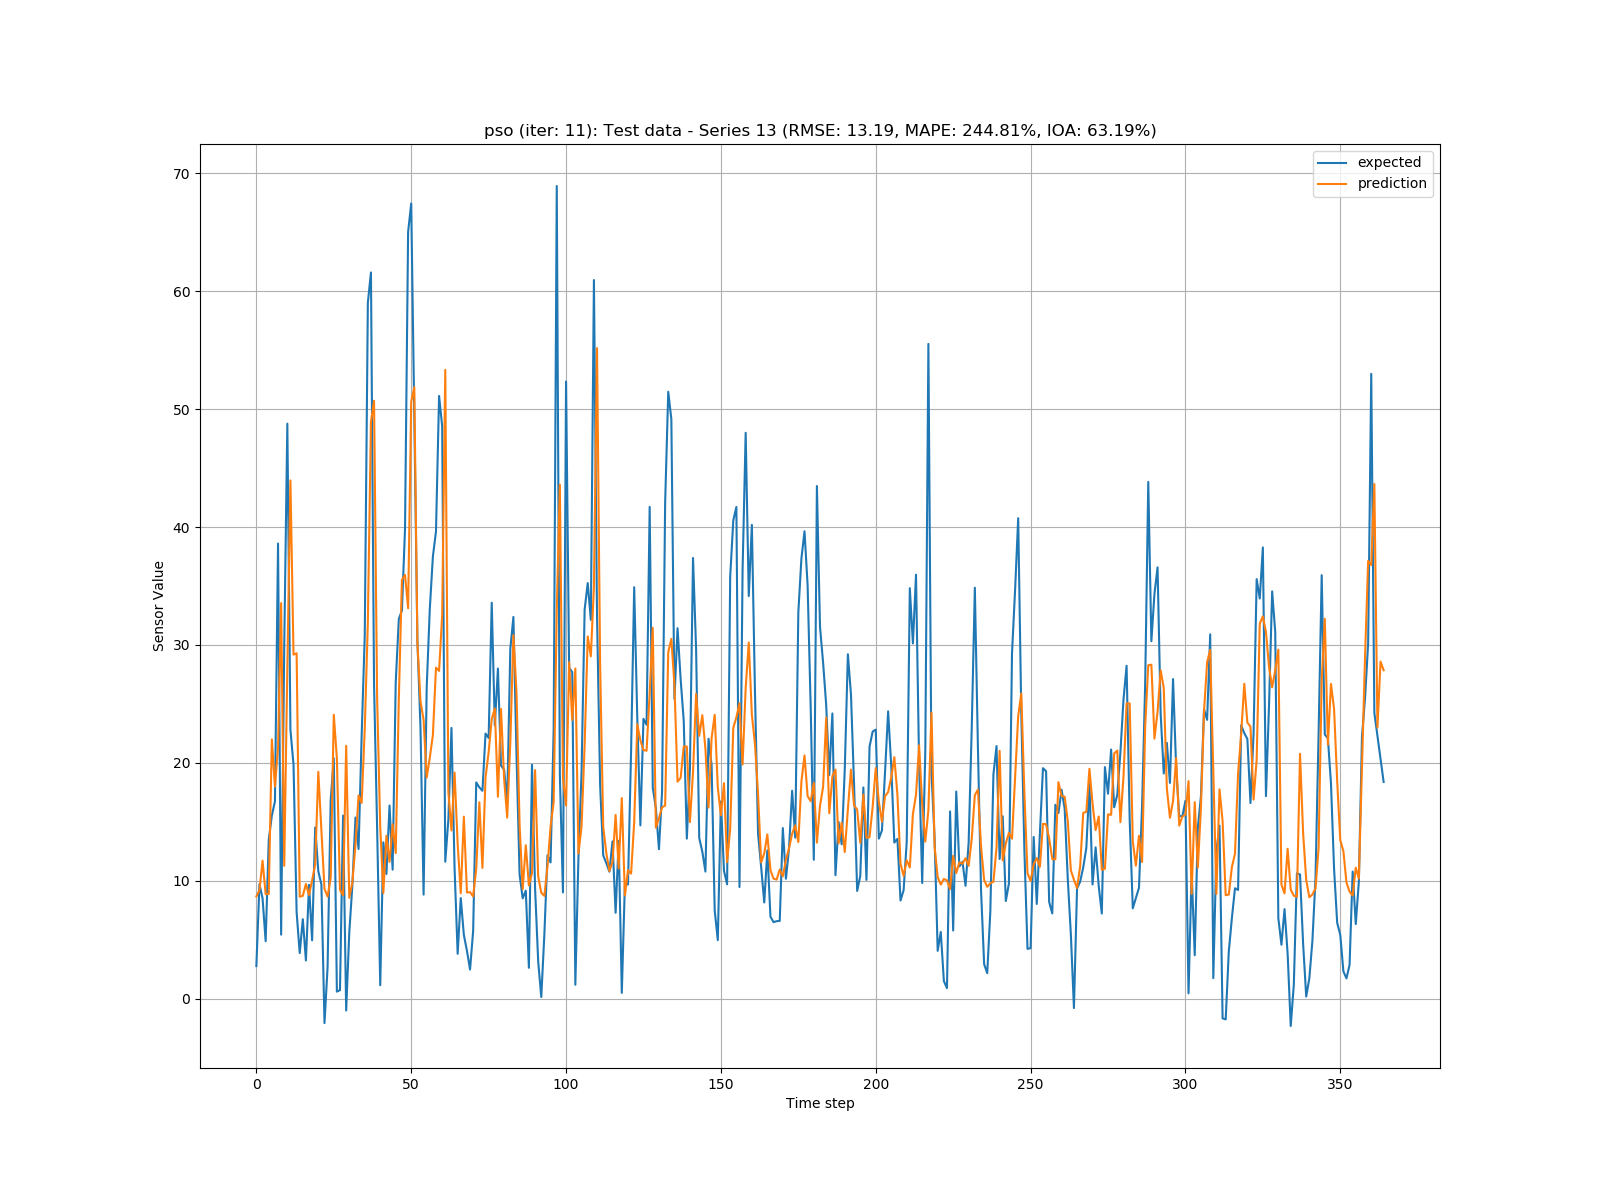 pso (iter: 11): Test data - Series 13 (RMSE: 13.19, MAPE: 244.81%, IOA: 63.19%)
expected
prediction
70
60
50
40
30
20
10
0
Sensor Value
0 50 100 150 200 250 300 350
Time step